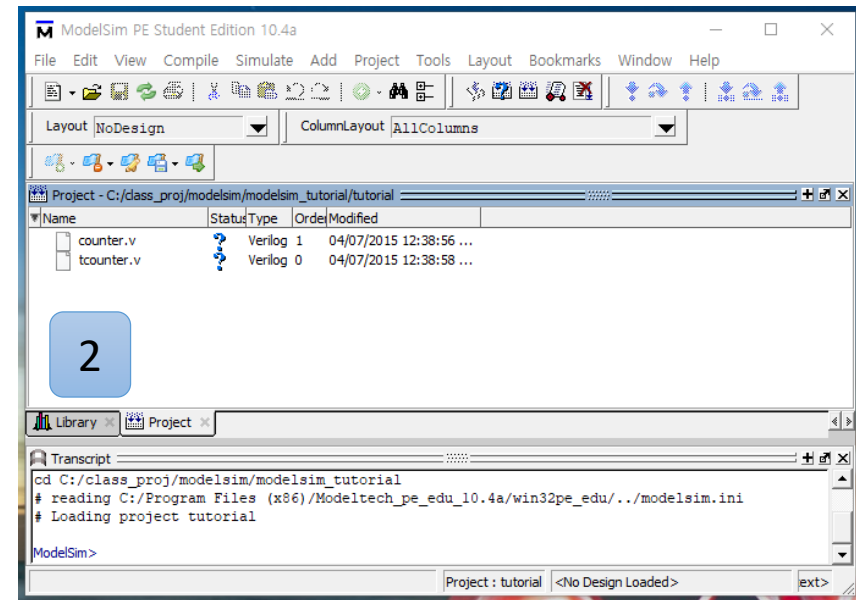 ModelSim PE Student Edition 10.4a
File Edit View Compile Simulate Add Project Tools Layout Bookmarks Window Help
Layout NoDesign ColumnLayout AllColumns
Project - C:/class_proj/modelsim/modelsim_tutorial/tutorial
Name Status Type Order Modified
counter.v ? Verilog 1 04/07/2015 12:38:56 ...
tcounter.v ? Verilog 0 04/07/2015 12:38:58 ...
2
Library Project
Transcript
cd C:/class_proj/modelsim/modelsim_tutorial
# reading C:/Program Files (x86)/Modeltech_pe_edu_10.4a/win32pe_edu/../modelsim.ini
# Loading project tutorial
ModelSim>
Project : tutorial <No Design Loaded> ext>